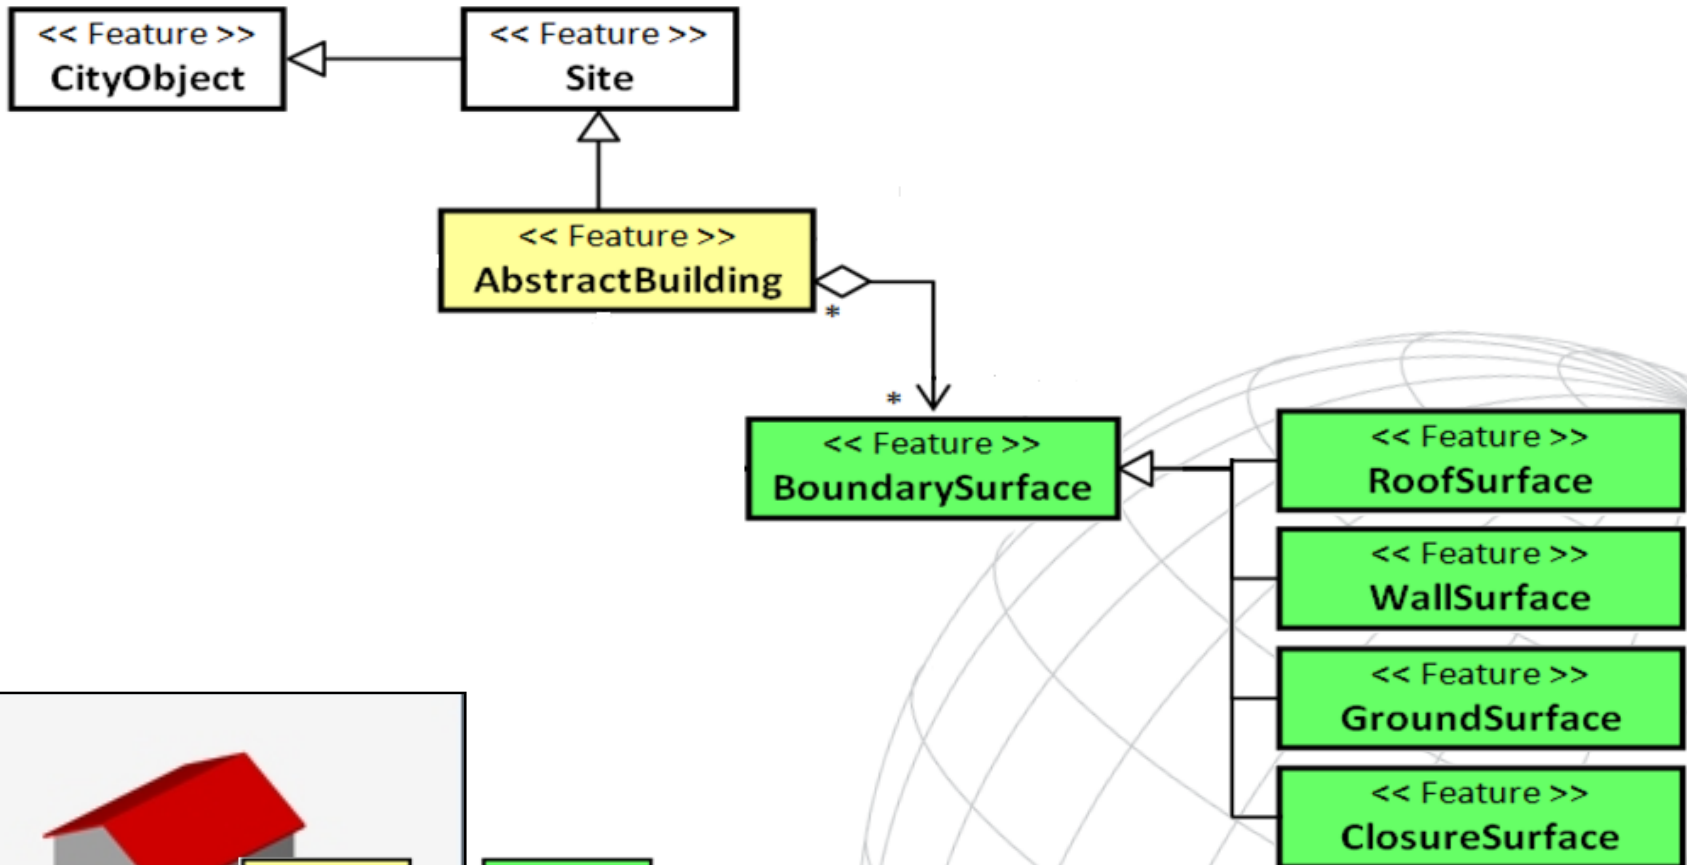 << Feature >>
CityObject
<< Feature >>
Site
<< Feature >>
AbstractBuilding
*
*
<< Feature >>
BoundarySurface
<< Feature >>
RoofSurface
<< Feature >>
WallSurface
<< Feature >>
GroundSurface
<< Feature >>
ClosureSurface